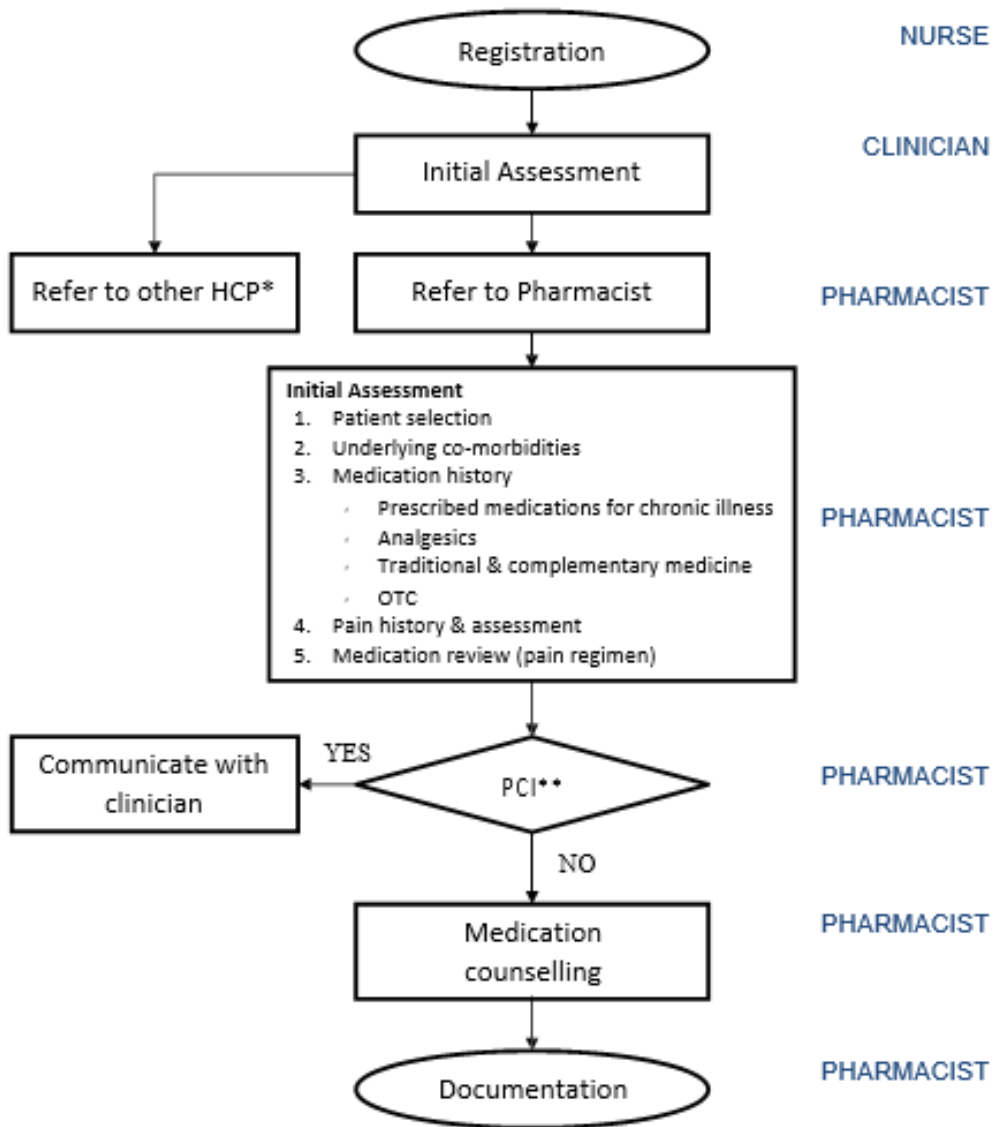 Registration
NURSE
CLINICIAN
Initial Assessment
Refer to other HCP*
Refer to Pharmacist
PHARMACIST
Initial Assessment
1. Patient selection
2. Underlying co-morbidities
3. Medication history
Prescribed medications for chronic illness
Analgesics
Traditional & complementary medicine
OTC
4. Pain history & assessment
5. Medication review (pain regimen)
PHARMACIST
Communicate with
clinician
YES
PCI**
PHARMACIST
NO
Medication
counselling
PHARMACIST
Documentation
PHARMACIST